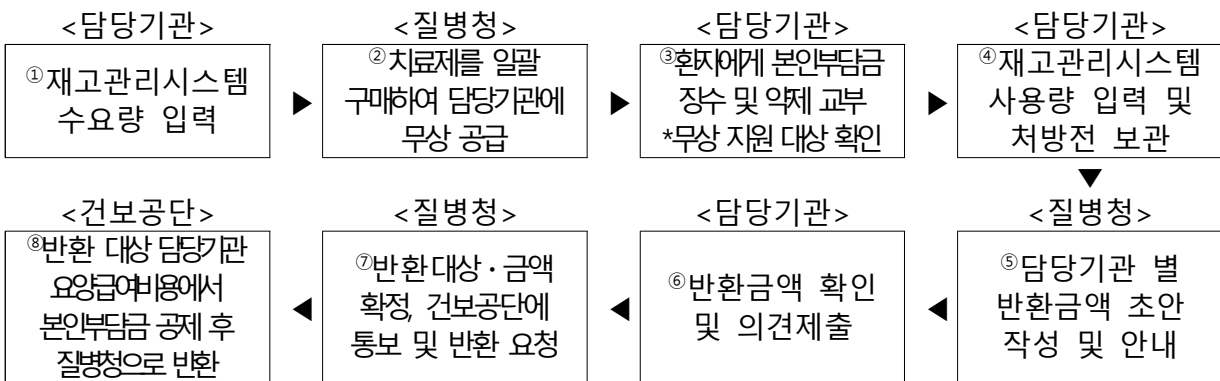 <담당기관>
①재고관리시스템
수요량 입력
▶
<질병청>
②치료제를 일괄
구매하여 담당기관에
무상 공급
▶
<담당기관>
③환자에게 본인부담금
징수 및 약제 교부
*무상 지원 대상 확인
▶
<담당기관>
④재고관리시스템
사용량 입력 및
처방전 보관
▼
<질병청>
⑤담당기관 별
반환금액 초안
작성 및 안내
◀
<담당기관>
⑥반환금액 확인
및 의견제출
◀
<질병청>
⑦반환대상·금액
확정, 건보공단에
통보 및 반환 요청
◀
<건보공단>
⑧반환 대상 담당기관
요양급여비용에서
본인부담금 공제 후
질병청으로 반환